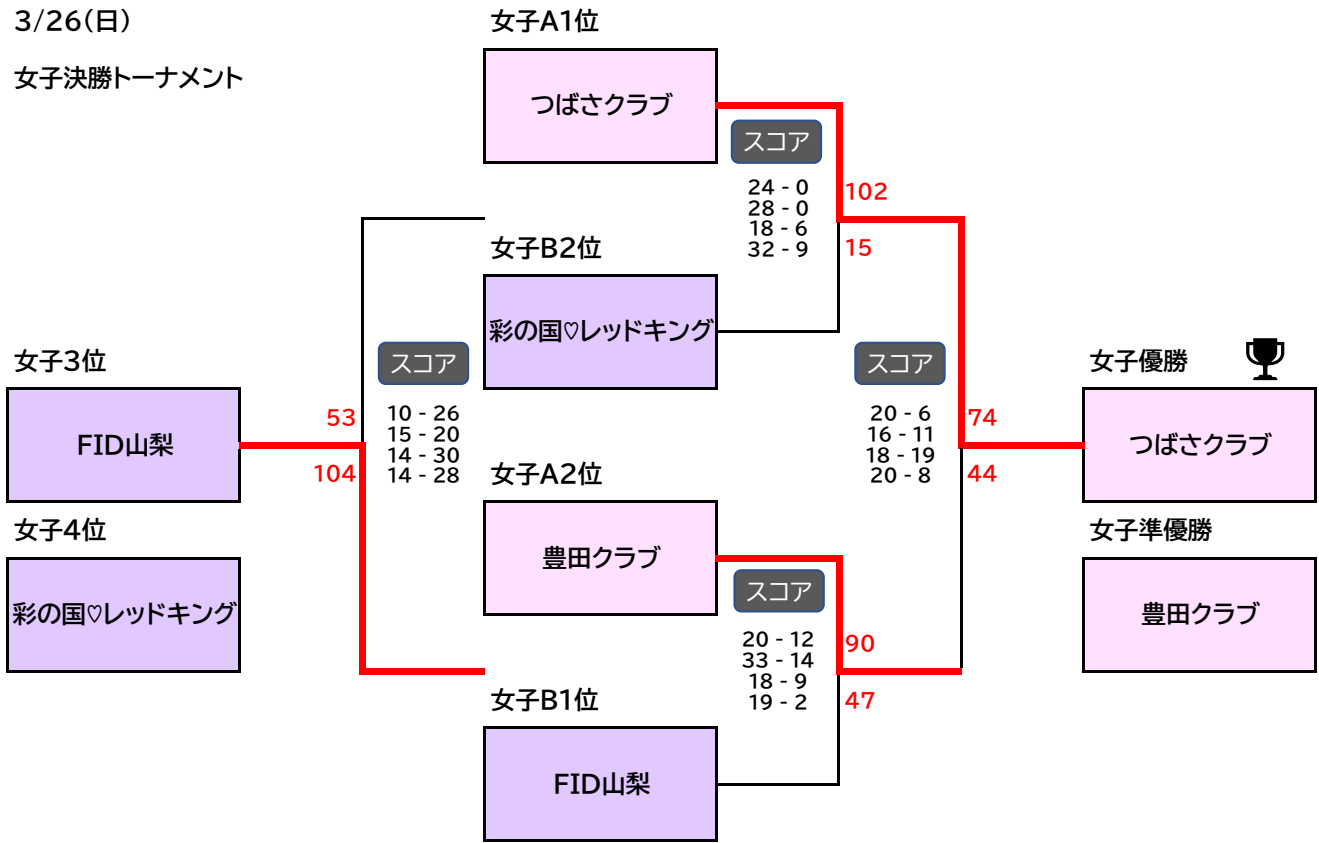 3/26(日)
女子決勝トーナメント
女子A1位
つばさクラブ
スコア
24 - 0
28 - 0
18 - 6
32 - 9
102
15
女子B2位
彩の国♡レッドキング
女子3位
FID山梨
女子4位
彩の国♡レッドキング
53
104
スコア
10 - 26
15 - 20
14 - 30
14 - 28
女子A2位
豊田クラブ
スコア
20 - 12
33 - 14
18 - 9
19 - 2
90
47
女子B1位
FID山梨
スコア
20 - 6
16 - 11
18 - 19
20 - 8
74
44
女子優勝
つばさクラブ
女子準優勝
豊田クラブ